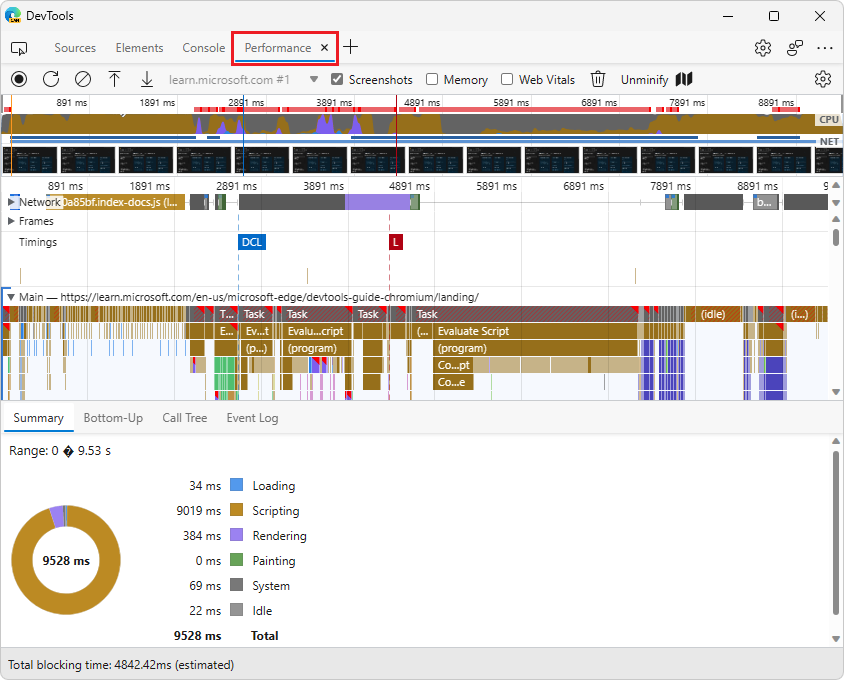 DevTools
Sources Elements Console Performance
learn.microsoft.com #1 Screenshots Memory Web Vitals Unminify
891 ms 1891 ms 2891 ms 3891 ms 4891 ms 5891 ms 6891 ms 7891 ms 8891 ms
CPU
NET
891 ms 1891 ms 2891 ms 3891 ms 4891 ms 5891 ms 6891 ms 7891 ms 8891 ms 9
Network 0a85bf.index-docs.js (l... b...
Frames
Timings DCL L
Main — https://learn.microsoft.com/en-us/microsoft-edge/devtools-guide-chromium/landing/
T... Task Task Task Task (idle) (i...)
E... Ev...t Evalu...cript (... Evaluate Script
(p...) (program) (program)
Co...pt
Co...e
Summary Bottom-Up Call Tree Event Log
Range: 0 � 9.53 s
34 ms Loading
9019 ms Scripting
384 ms Rendering
9528 ms
0 ms Painting
69 ms System
22 ms Idle
9528 ms Total
Total blocking time: 4842.42ms (estimated)